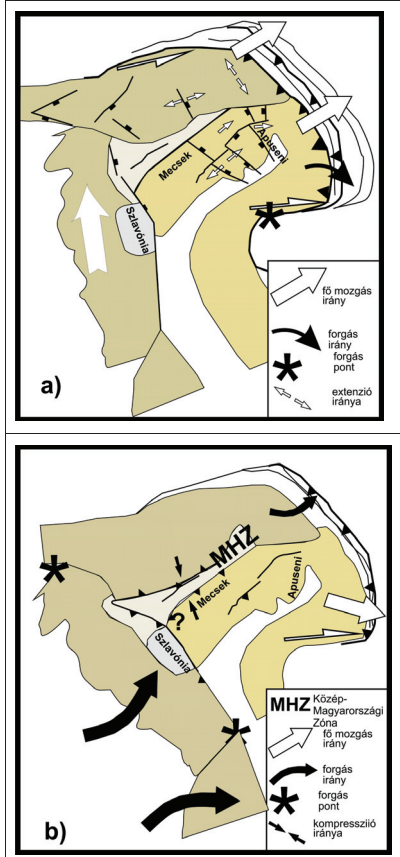 Mecsek
Apuseni
Szlavónia
a)
fő mozgás
irány
forgás
irány
forgás
pont
extenzió
iránya
MHZ
Mecsek
Apuseni
?
Szlavónia
b)
MHZ Közép-
Magyarországi
Zóna
fő mozgás
irány
forgás
irány
forgás
pont
kompresszíió
iránya